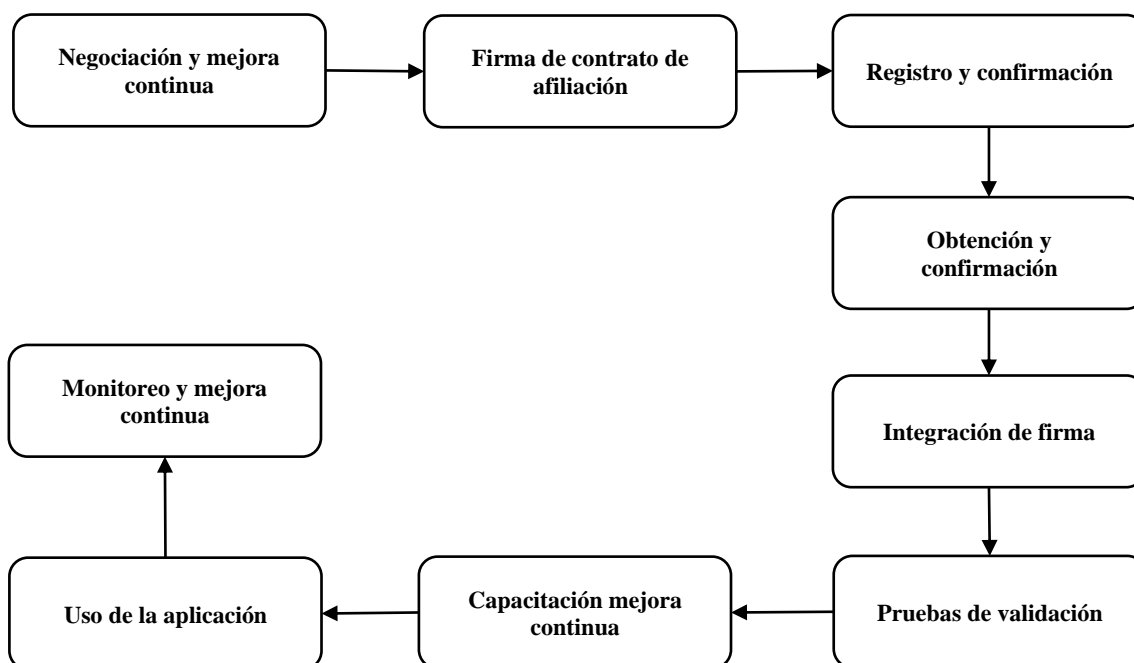 Negociación y mejora
continua
Firma de contrato de
afiliación
Registro y confirmación
Obtención y
confirmación
Integración de firma
Pruebas de validación
Capacitación mejora
continua
Uso de la aplicación
Monitoreo y mejora
continua